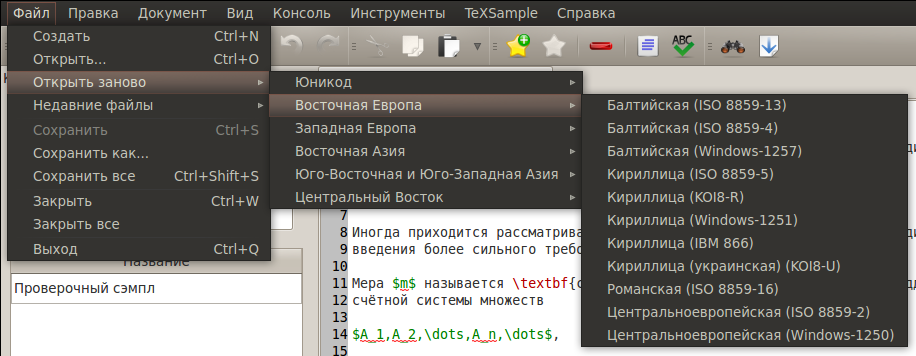 Файл Правка Документ Вид Консоль Инструменты TeXSample Справка
Создать Ctrl+N
Открыть... Ctrl+O
Открыть заново
Недавние файлы
Сохранить Ctrl+S
Сохранить как...
Сохранить все Ctrl+Shift+S
Закрыть Ctrl+W
Закрыть все
Выход Ctrl+Q
ABC
Юникод
Восточная Европа
Западная Европа
Восточная Азия
Юго-Восточная и Юго-Западная Азия
Центральный Восток
Балтийская (ISO 8859-13)
Балтийская (ISO 8859-4)
Балтийская (Windows-1257)
Кириллица (ISO 8859-5)
Кириллица (KOI8-R)
Кириллица (Windows-1251)
Кириллица (IBM 866)
Кириллица (украинская) (KOI8-U)
Романская (ISO 8859-16)
Центральноевропейская (ISO 8859-2)
Центральноевропейская (Windows-1250)
Название
Проверочный сэмпл
7
8 Иногда приходится
9 введения более сильного
10
11 Мера $m$ называется
12 счётной системы множеств
13
14 $A_1,A_2,\dots,A_n,\dots$,
15